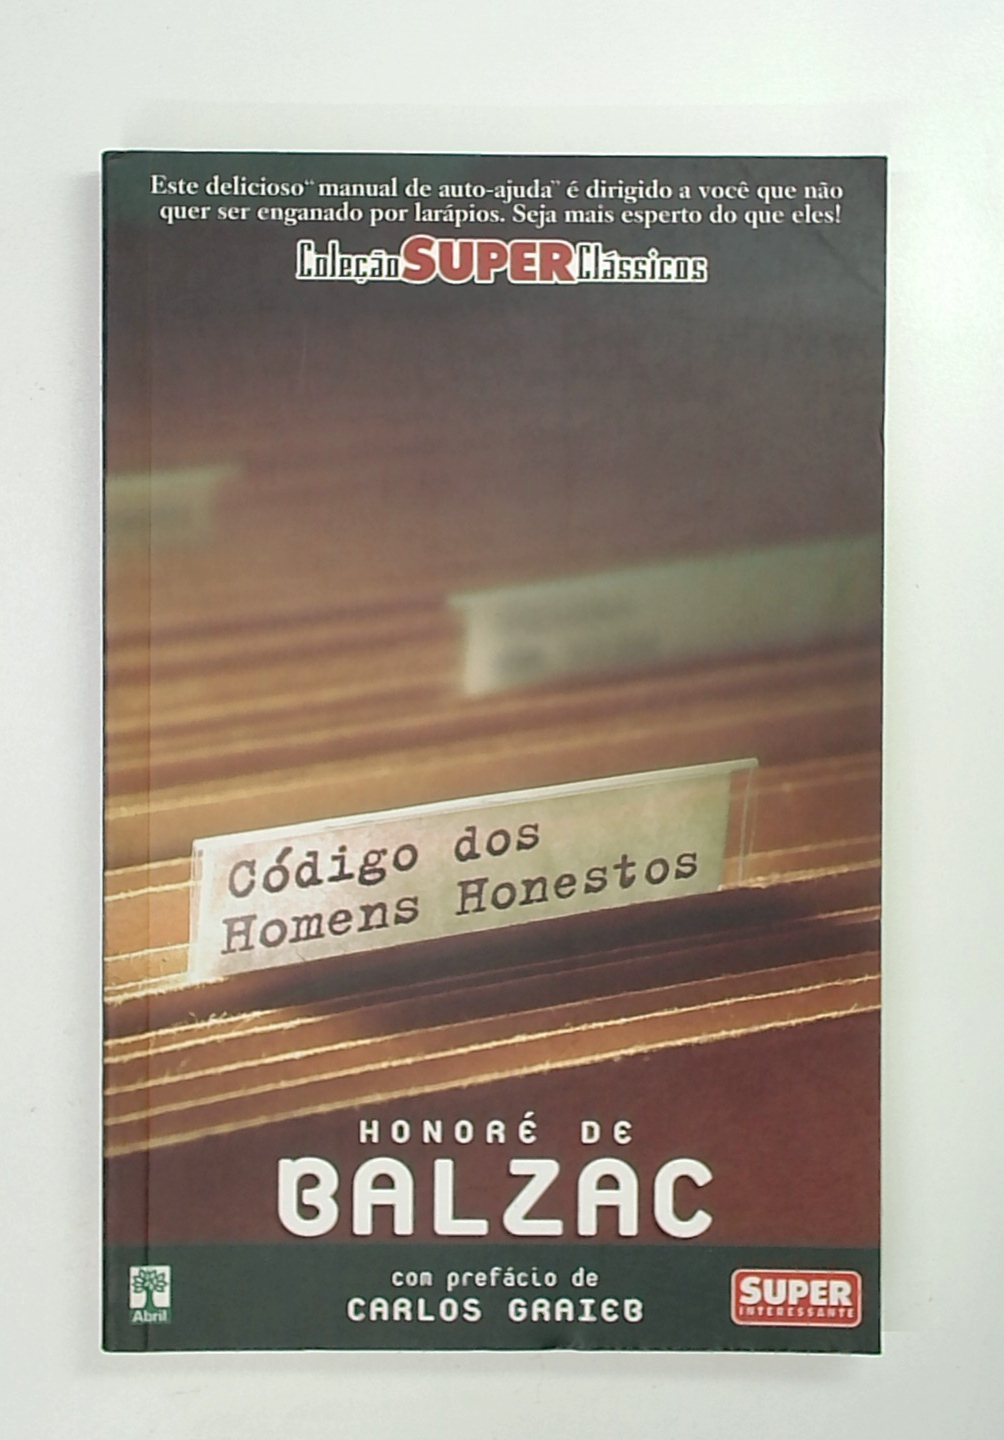 Este delicioso “manual de auto-ajuda” é dirigido a você que não
quer ser enganado por larápios. Seja mais esperto do que eles!
Coleção SUPER Clássicos
Código dos
Homens Honestos
HONORÉ DE
BALZAC
com prefácio de
CARLOS GRAIEB
Abril
SUPER
INTERESSANTE